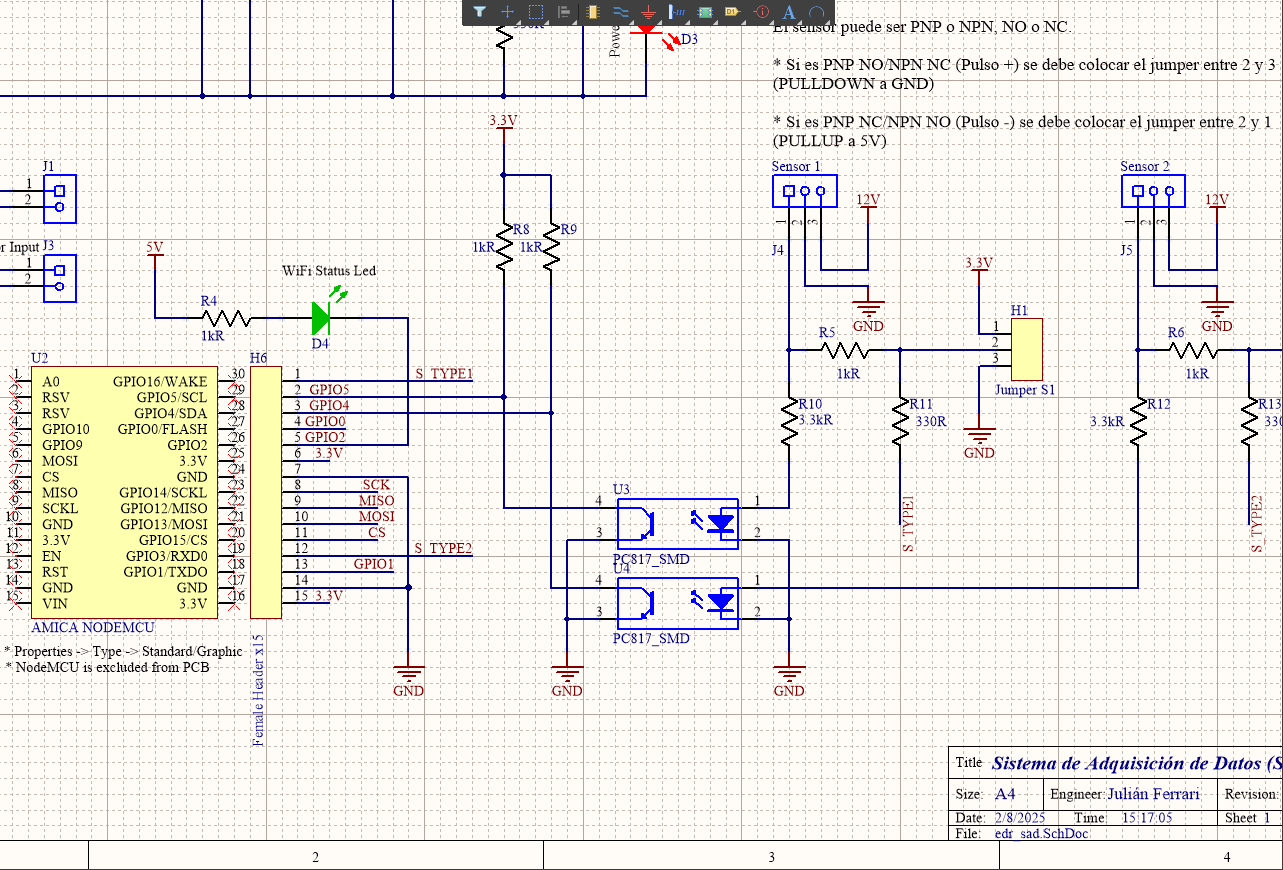 D3
El sensor puede ser PNP o NPN, NO o NC.
* Si es PNP NO/NPN NC (Pulso +) se debe colocar el jumper entre 2 y 3
(PULLDOWN a GND)
* Si es PNP NC/NPN NO (Pulso -) se debe colocar el jumper entre 2 y 1
(PULLUP a 5V)
3.3V
J1
1
2
Input J3
1
2
5V
WiFi Status Led
R4
1kR
D4
R8
1kR
R9
1kR
Sensor 1
1
2
3
J4
12V
GND
Sensor 2
1
2
3
J5
12V
GND
3.3V
H1
1
2
3
Jumper S1
GND
R5
1kR
R6
1kR
R10
3.3kR
R11
330R
R12
3.3kR
R13
S_TYPE1
S_TYPE2
U2
1 A0 GPIO16/WAKE 30
2 RSV GPIO5/SCL 29
3 RSV GPIO4/SDA 28
4 GPIO10 GPIO0/FLASH 27
5 GPIO9 GPIO2 26
6 MOSI 3.3V 25
7 CS GND 24
8 MISO GPIO14/SCKL 23
9 SCKL GPIO12/MISO 22
10 GND GPIO13/MOSI 21
11 3.3V GPIO15/CS 20
12 EN GPIO3/RXD0 19
13 RST GPIO1/TXDO 18
14 GND GND 17
15 VIN 3.3V 16
AMICA NODEMCU
* Properties -> Type -> Standard/Graphic
* NodeMCU is excluded from PCB
H6
1 S_TYPE1
2 GPIO5
3 GPIO4
4 GPIO0
5 GPIO2
6 3.3V
7
8 SCK
9 MISO
10 MOSI
11 CS
12 S_TYPE2
13 GPIO1
14
15 3.3V
Female Header x15
GND
U3
4 1
3 2
PC817_SMD
U4
4 1
3 2
PC817_SMD
GND
GND
Title Sistema de Adquisición de Datos (S
Size: A4 Engineer: Julián Ferrari Revision:
Date: 2/8/2025 Time: 15:17:05 Sheet 1
File: edr_sad.SchDoc
2 3 4